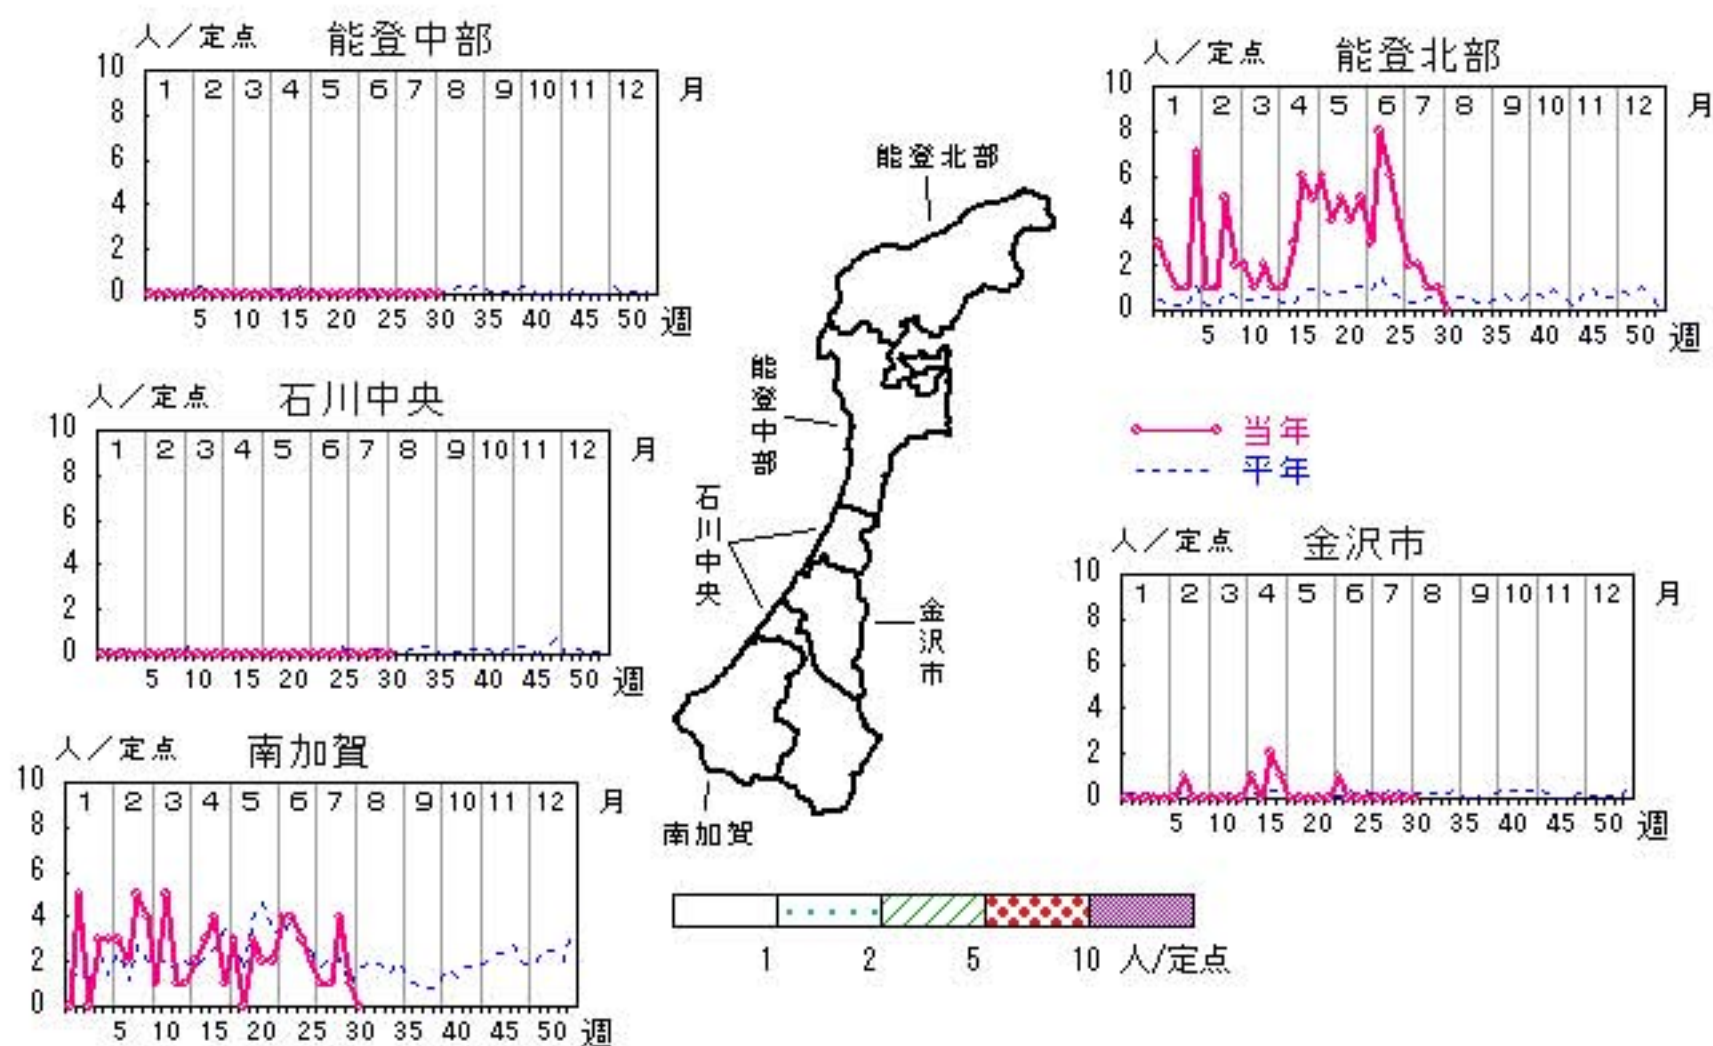 人／定点 能登中部
10 8 6 4 2 0
1 2 3 4 5 6 7 8 9 10 11 12 月
5 10 15 20 25 30 35 40 45 50 週
人／定点 能登北部
10 8 6 4 2 0
1 2 3 4 5 6 7 8 9 10 11 12 月
5 10 15 20 25 30 35 40 45 50 週
人／定点 石川中央
10 8 6 4 2 0
1 2 3 4 5 6 7 8 9 10 11 12 月
5 10 15 20 25 30 35 40 45 50 週
当年
平年
人／定点 金沢市
10 8 6 4 2 0
1 2 3 4 5 6 7 8 9 10 11 12 月
5 10 15 20 25 30 35 40 45 50 週
人／定点 南加賀
10 8 6 4 2 0
1 2 3 4 5 6 7 8 9 10 11 12 月
5 10 15 20 25 30 35 40 45 50 週
能登北部
能登中部
石川中央
金沢市
南加賀
1 2 5 10 人/定点